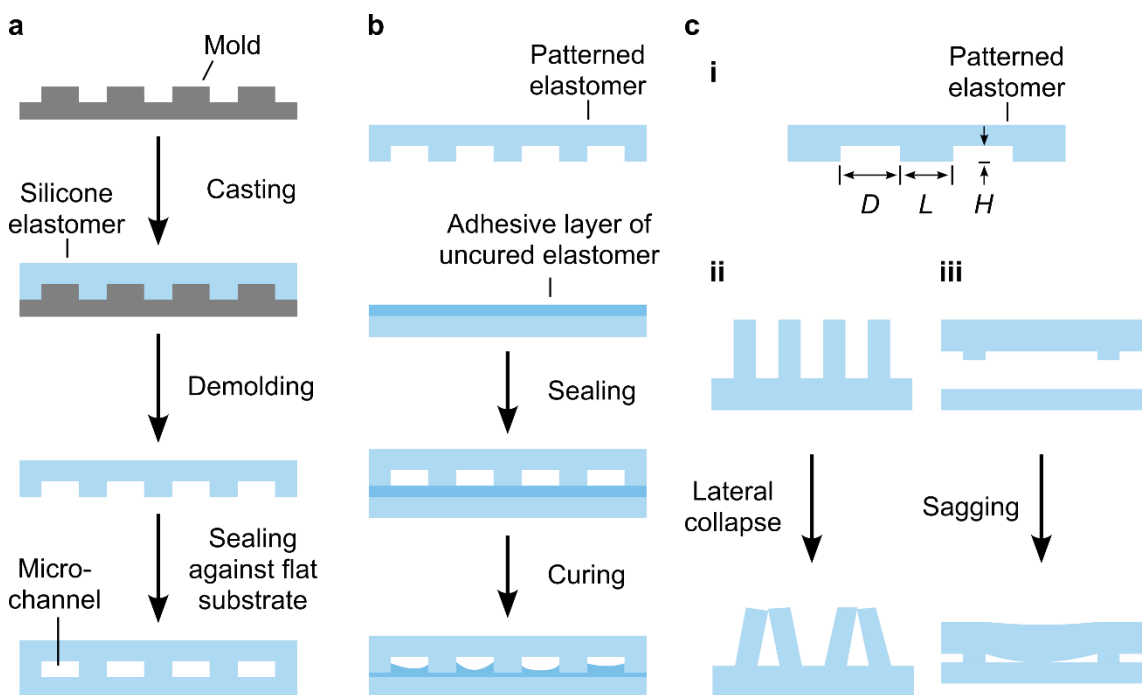 a
Mold
Casting
Silicone
elastomer
Demolding
Sealing
against flat
substrate
Micro-
channel
b
Patterned
elastomer
Adhesive layer of
uncured elastomer
Sealing
Curing
c
i
Patterned
elastomer
D
L
H
ii
Lateral
collapse
iii
Sagging